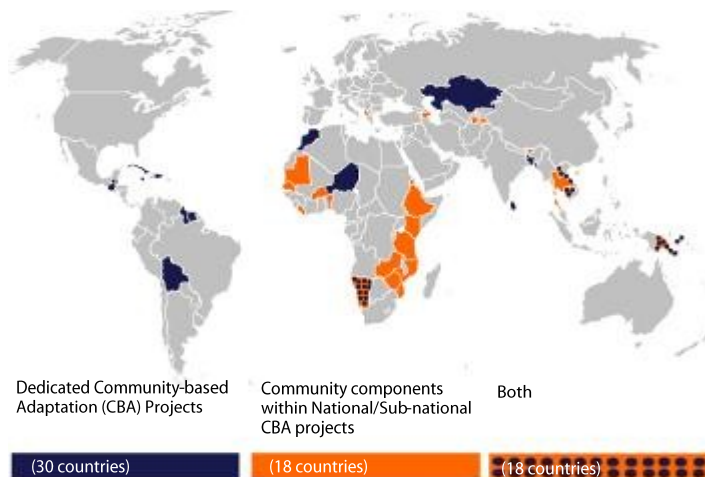 Dedicated Community-based
Adaptation (CBA) Projects
Community components
within National/Sub-national
CBA projects
Both
(30 countries)
(18 countries)
(18 countries)